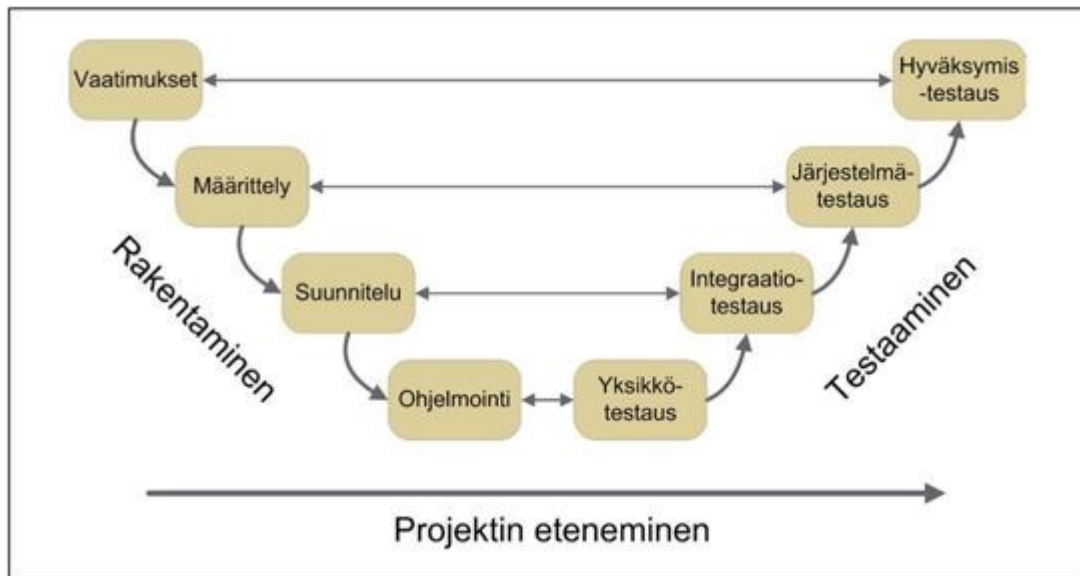 Vaatimukset
Hyväksymis
-testaus
Määrittely
Järjestelmä-
testaus
Suunnitelu
Integraatio-
testaus
Ohjelmointi
Yksikkö-
testaus
Rakentaminen
Testaaminen
Projektin eteneminen